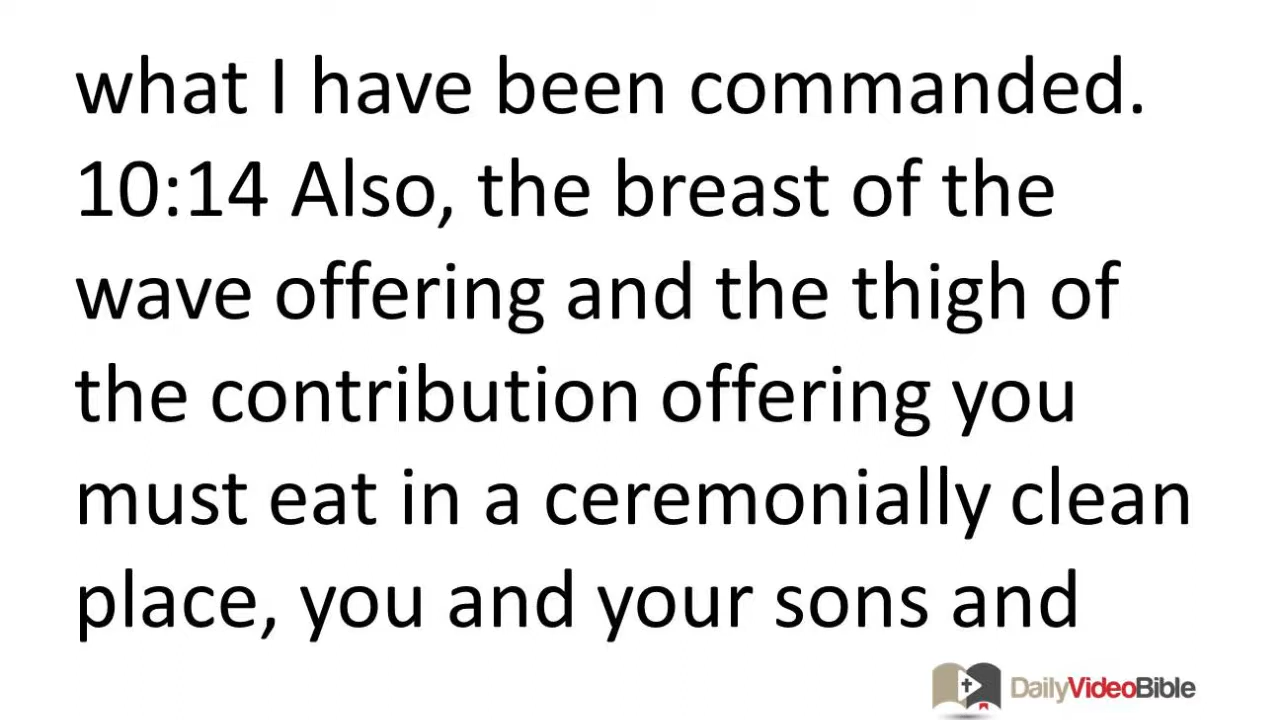 what I have been commanded.
10:14 Also, the breast of the
wave offering and the thigh of
the contribution offering you
must eat in a ceremonially clean
place, you and your sons and
DailyVideoBible